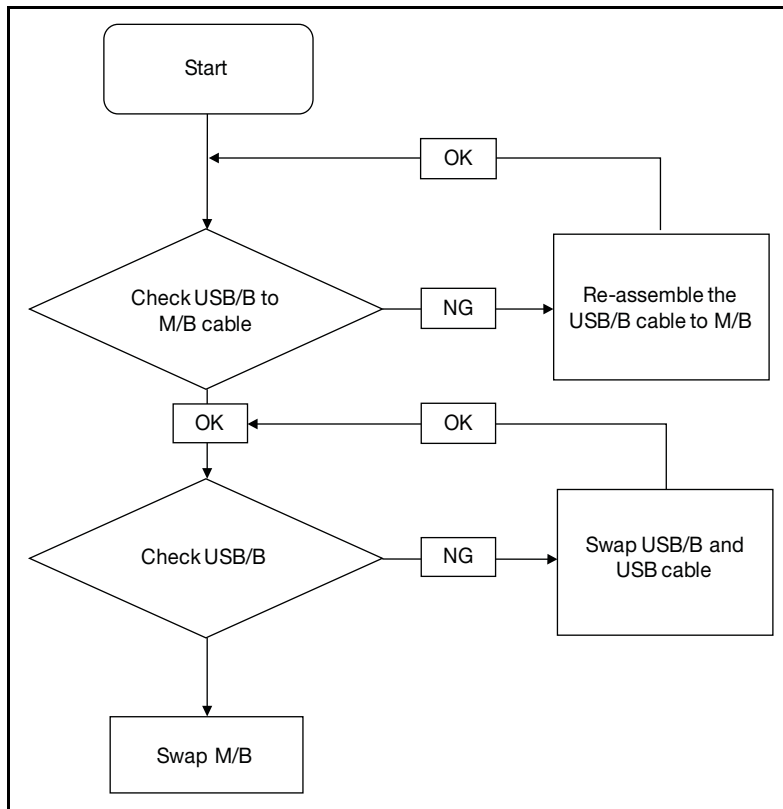 Start
OK
Check USB/B to
M/B cable
NG
Re-assemble the
USB/B cable to M/B
OK
OK
Check USB/B
NG
Swap USB/B and
USB cable
Swap M/B